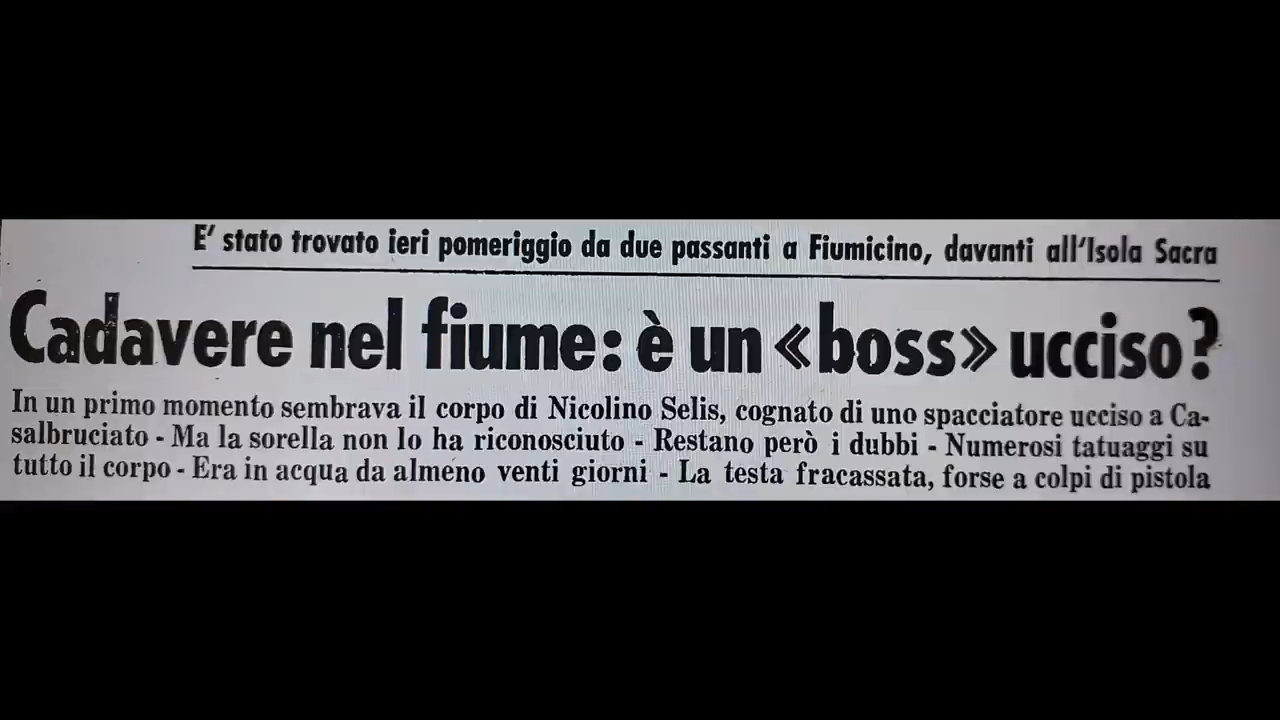 E' stato trovato ieri pomeriggio da due passanti a Fiumicino, davanti all'Isola Sacra
Cadavere nel fiume: è un «boss» ucciso?
In un primo momento sembrava il corpo di Nicolino Selis, cognato di uno spacciatore ucciso a Ca-
salbruciato - Ma la sorella non lo ha riconosciuto - Restano però i dubbi - Numerosi tatuaggi su
tutto il corpo - Era in acqua da almeno venti giorni - La testa fracassata, forse a colpi di pistola